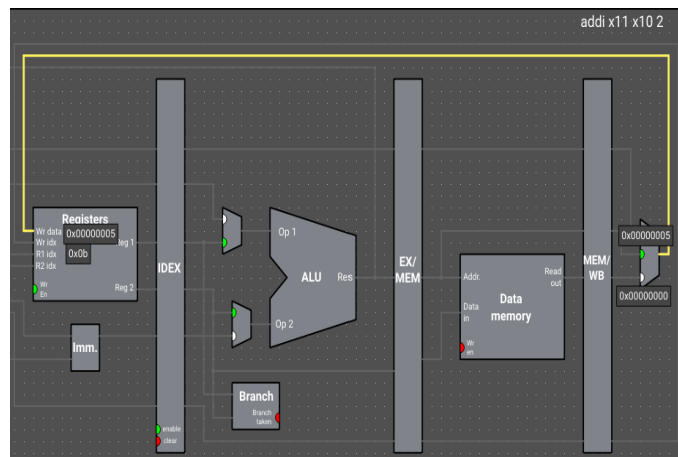 addi x11 x10 2
Registers
Wr data
0x00000005
Reg 1
Wr idx
R1 idx
0x0b
R2 idx
Wr
En
Reg 2
Imm.
IDEX
enable
clear
Op 1
ALU
Res
Op 2
Branch
Branch
taken
EX/
MEM
Addr.
Read
out
Data
memory
Data
in
Wr
en
MEM/
WB
0x00000005
0x00000000